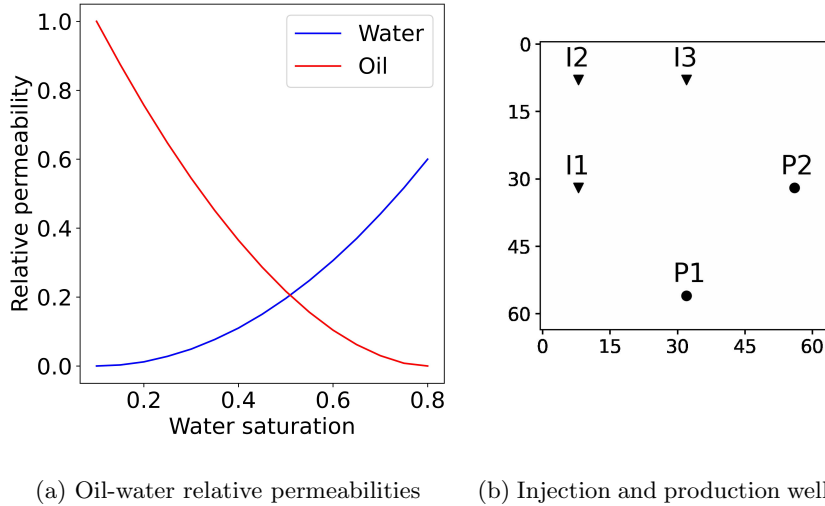 1.0
0.8
0.6
0.4
0.2
0.0
Relative permeability
Water
Oil
0.2 0.4 0.6 0.8
Water saturation
(a) Oil-water relative permeabilities
0
15
30
45
60
I2 I3
I1 P2
P1
0 15 30 45 60
(b) Injection and production well